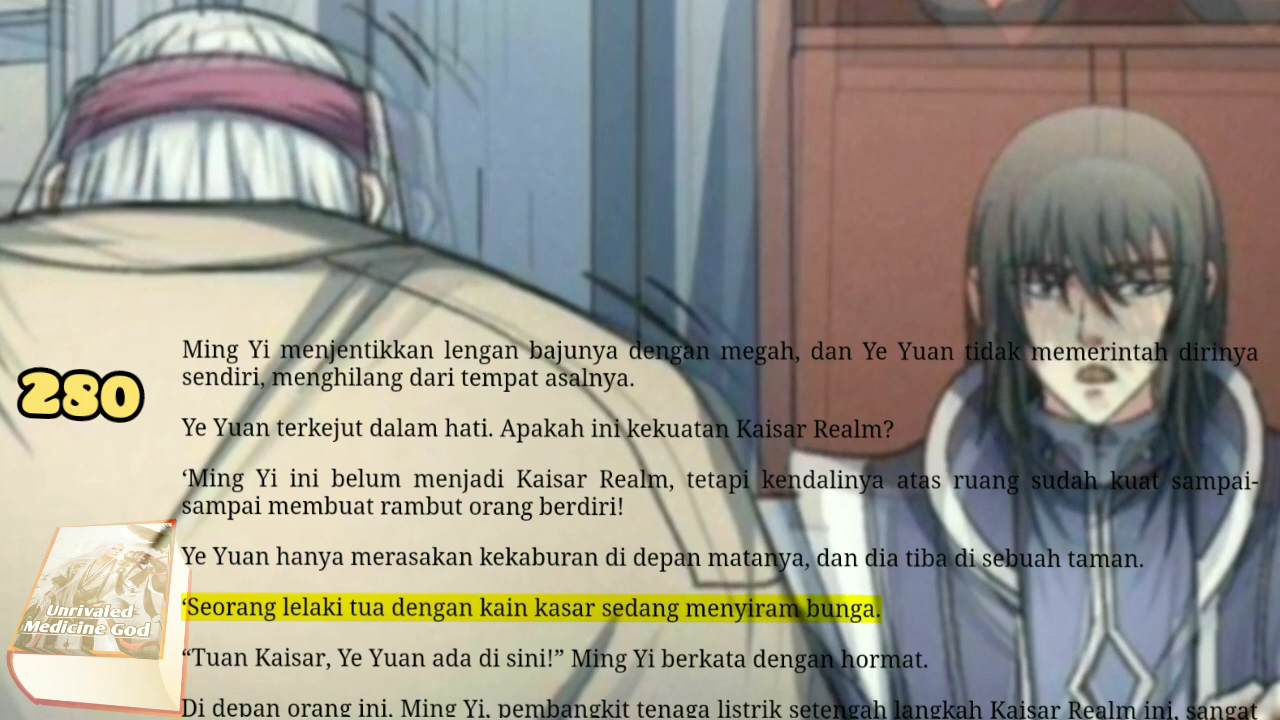 Ming Yi menjentikkan lengan bajunya dengan megah, dan Ye Yuan tidak memerintah dirinya
sendiri, menghilang dari tempat asalnya.
280
Ye Yuan terkejut dalam hati. Apakah ini kekuatan Kaisar Realm?
‘Ming Yi ini belum menjadi Kaisar Realm, tetapi kendalinya atas ruang sudah kuat sampai-
sampai membuat rambut orang berdiri!
Ye Yuan hanya merasakan kekaburan di depan matanya, dan dia tiba di sebuah taman.
‘Seorang lelaki tua dengan kain kasar sedang menyiram bunga.
Unrivaled
Medicine God
“Tuan Kaisar, Ye Yuan ada di sini!” Ming Yi berkata dengan hormat.
Di depan orang ini, Ming Yi, pembangkit tenaga listrik setengah langkah Kaisar Realm ini, sangat